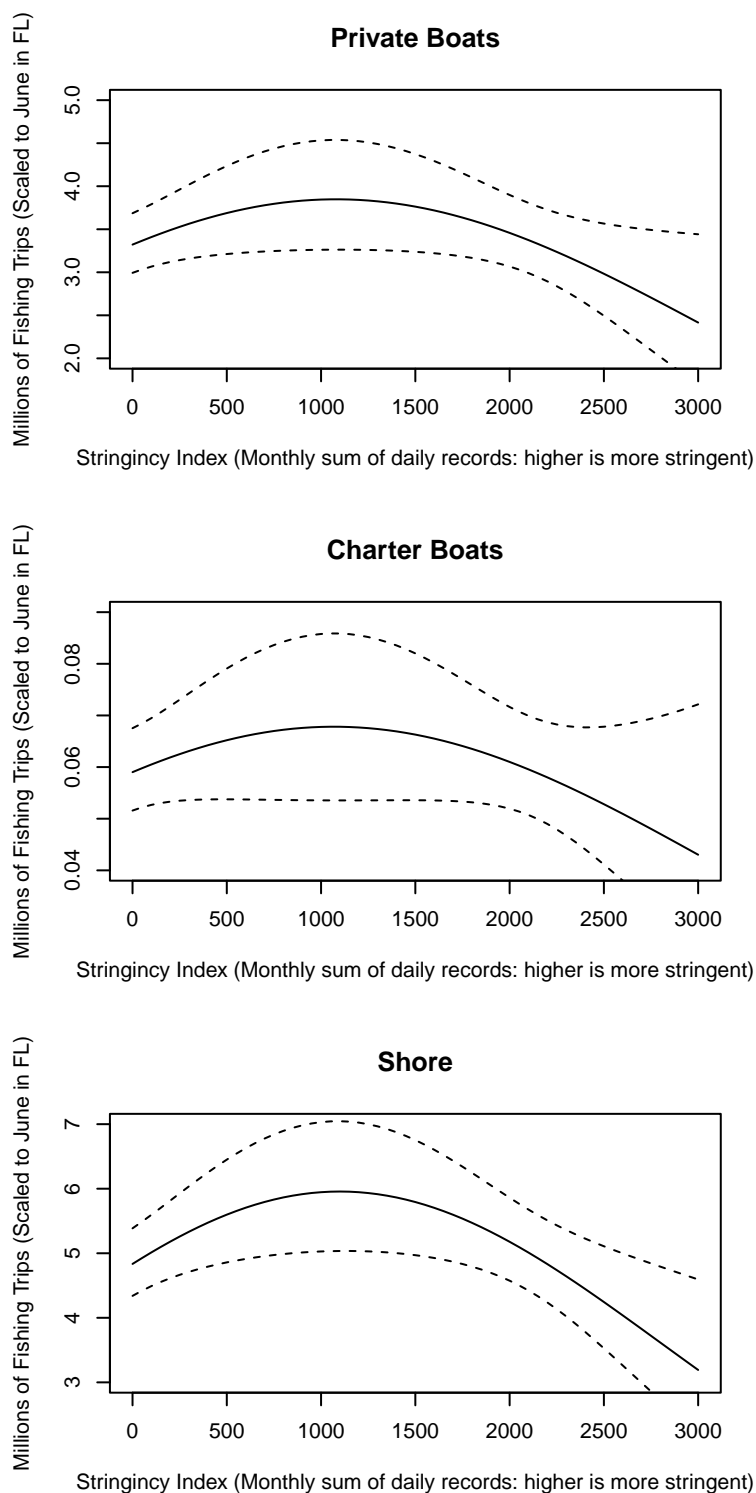 Private Boats
Millions of Fishing Trips (Scaled to June in FL)
5.0
4.0
3.0
2.0
0 500 1000 1500 2000 2500 3000
Stringincy Index (Monthly sum of daily records: higher is more stringent)
Charter Boats
Millions of Fishing Trips (Scaled to June in FL)
0.08
0.06
0.04
0 500 1000 1500 2000 2500 3000
Stringincy Index (Monthly sum of daily records: higher is more stringent)
Shore
Millions of Fishing Trips (Scaled to June in FL)
7
6
5
4
3
0 500 1000 1500 2000 2500 3000
Stringincy Index (Monthly sum of daily records: higher is more stringent)